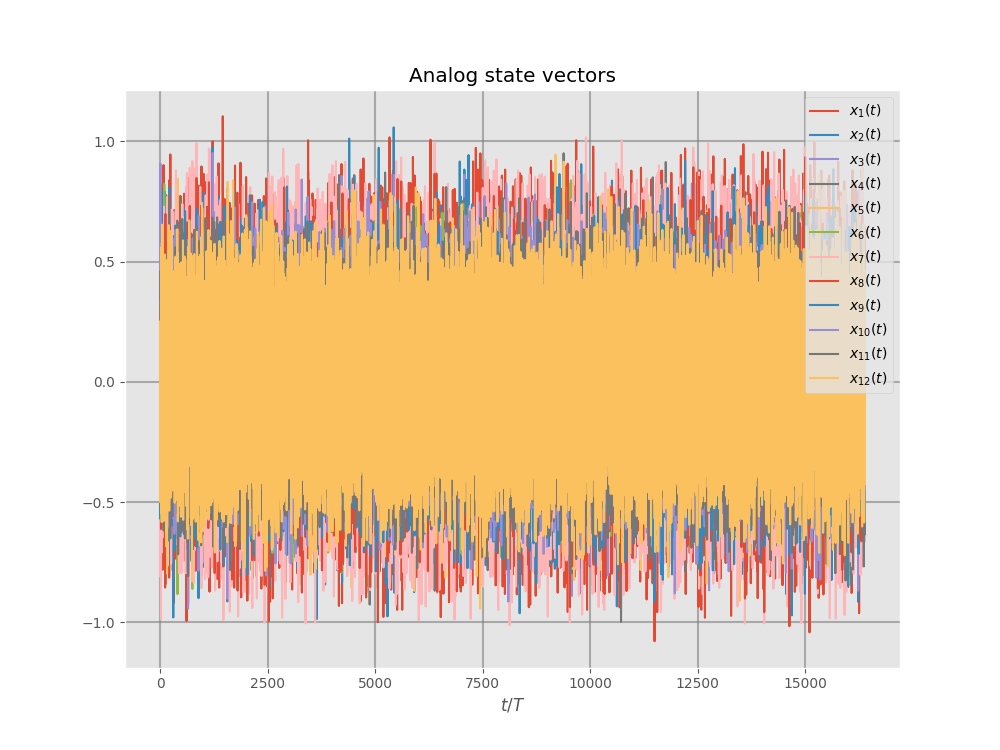 Analog state vectors
1.0
0.5
0.0
−0.5
−1.0
x₁(t)
x₂(t)
x₃(t)
x₄(t)
x₅(t)
x₆(t)
x₇(t)
x₈(t)
x₉(t)
x₁₀(t)
x₁₁(t)
x₁₂(t)
0 2500 5000 7500 10000 12500 15000
t/T